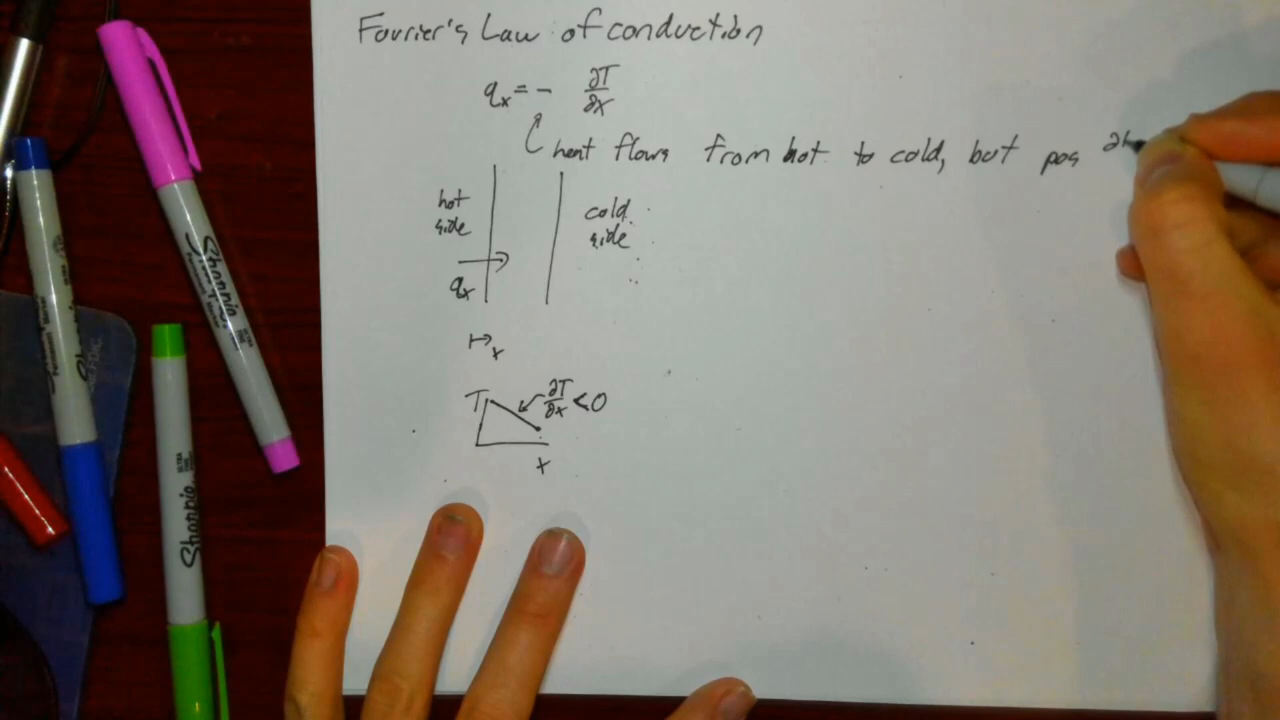 Fourier's Law of conduction
qx = - ∂T/∂x
heat flows from hot to cold, but pos
hot side
cold side
qx
x
T
∂T/∂x < 0
x
Sharpie
Sharpie
Sharpie